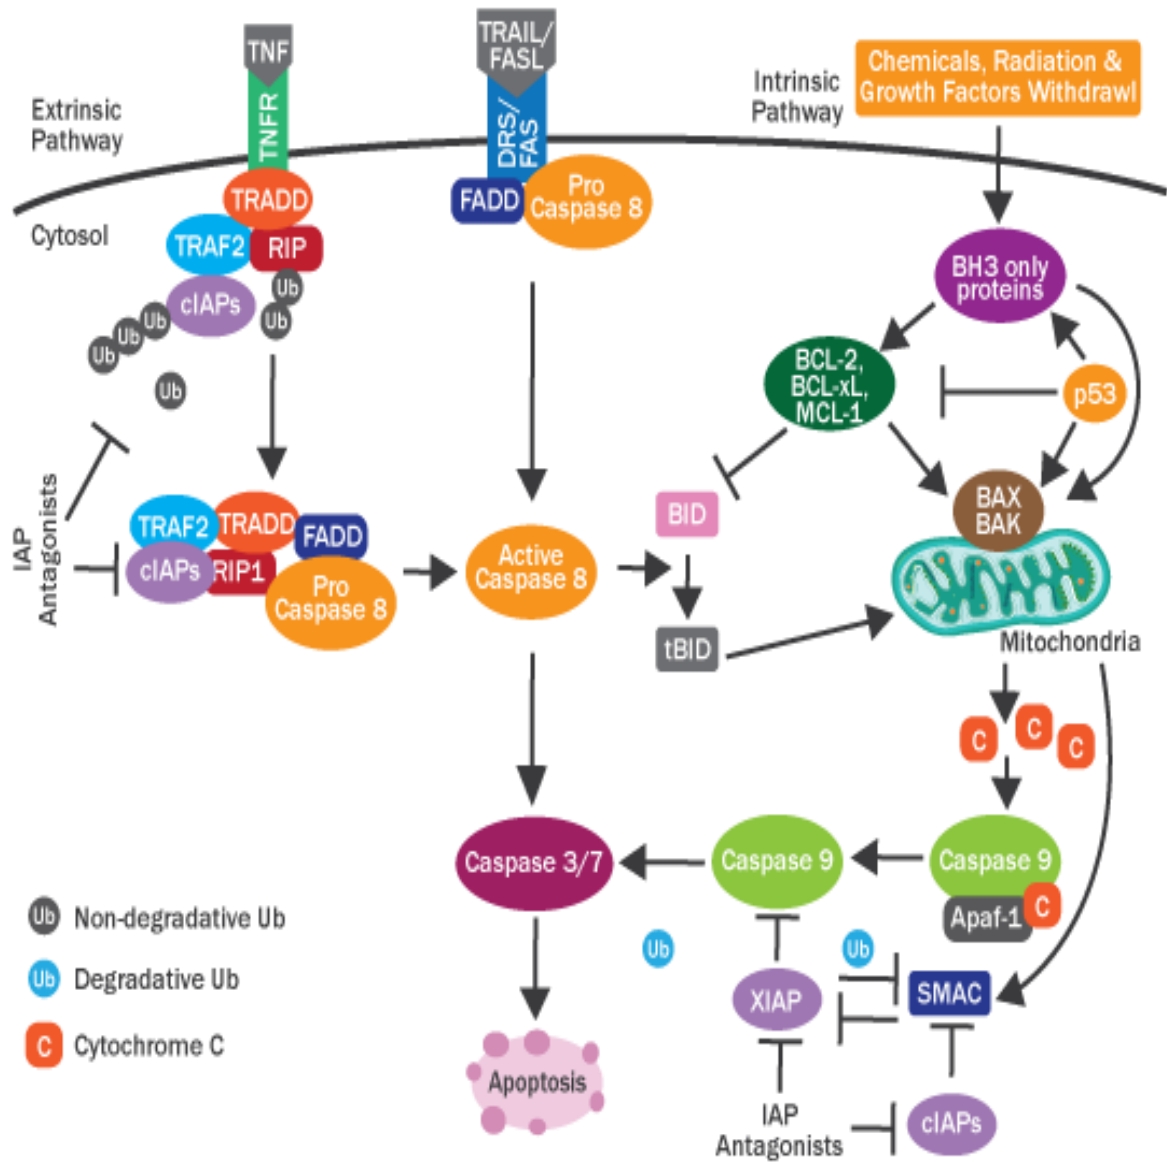 TNF
TNFR
TRAIL/
FASL
DRS/
FAS
Extrinsic
Pathway
Intrinsic
Pathway
Chemicals, Radiation &
Growth Factors Withdrawl
Cytosol
TRADD
TRAF2
RIP
cIAPs
Ub
Ub
Ub
Ub
Ub
Ub
FADD
Pro
Caspase 8
BH3 only
proteins
BCL-2,
BCL-xL,
MCL-1
p53
BAX
BAK
IAP
Antagonists
TRAF2
TRADD
FADD
cIAPs
RIP1
Pro
Caspase 8
Active
Caspase 8
BID
tBID
Mitochondria
C
C
C
Caspase 3/7
Caspase 9
Caspase 9
Apaf-1
C
Ub
Ub
XIAP
SMAC
Apoptosis
IAP
Antagonists
cIAPs
Ub Non-degradative Ub
Ub Degradative Ub
C Cytochrome C